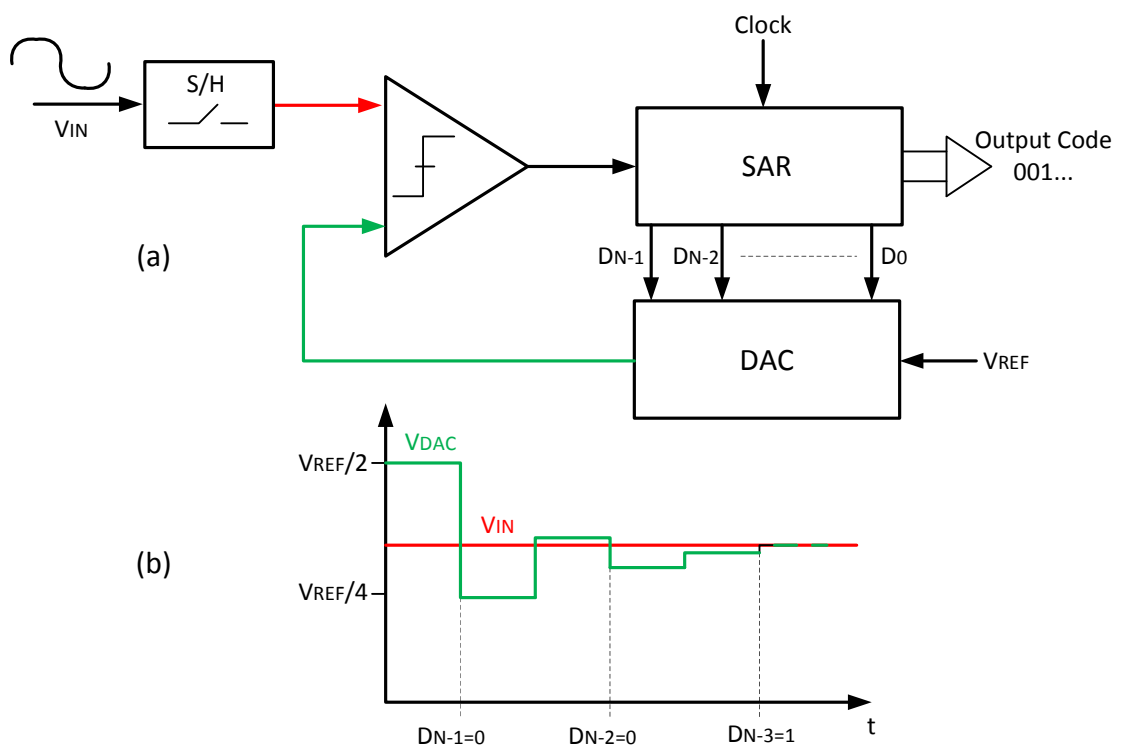 Clock
S/H
VIN
SAR
Output Code
001...
(a)
DN-1 DN-2 D0
DAC
VREF
VDAC
VREF/2
VIN
(b)
VREF/4
t
DN-1=0 DN-2=0 DN-3=1